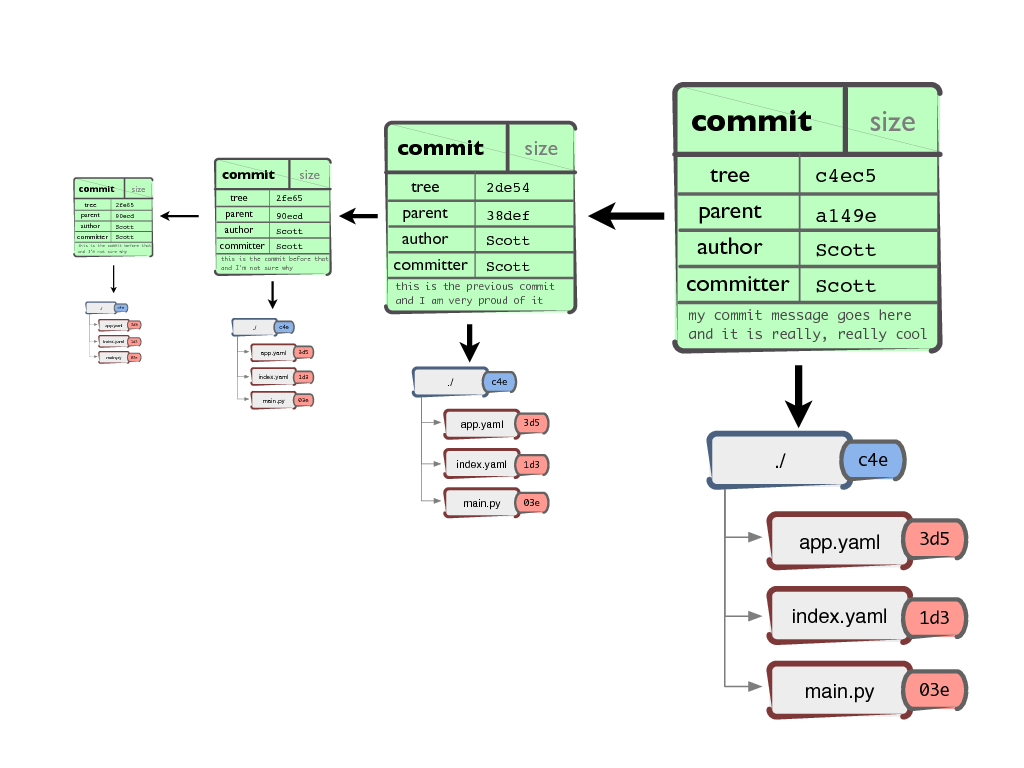 commit size
tree 2fe65
parent 90ecd
author Scott
committer Scott
this is the commit before that
and I'm not sure why
./ c4e
app.yaml 3d5
index.yaml 1d3
main.py 03e
commit size
tree 2fe65
parent 90ecd
author Scott
committer Scott
this is the commit before that
and I'm not sure why
./ c4e
app.yaml 3d5
index.yaml 1d3
main.py 03e
commit size
tree 2de54
parent 38def
author Scott
committer Scott
this is the previous commit
and I am very proud of it
./ c4e
app.yaml 3d5
index.yaml 1d3
main.py 03e
commit size
tree c4ec5
parent a149e
author Scott
committer Scott
my commit message goes here
and it is really, really cool
./ c4e
app.yaml 3d5
index.yaml 1d3
main.py 03e